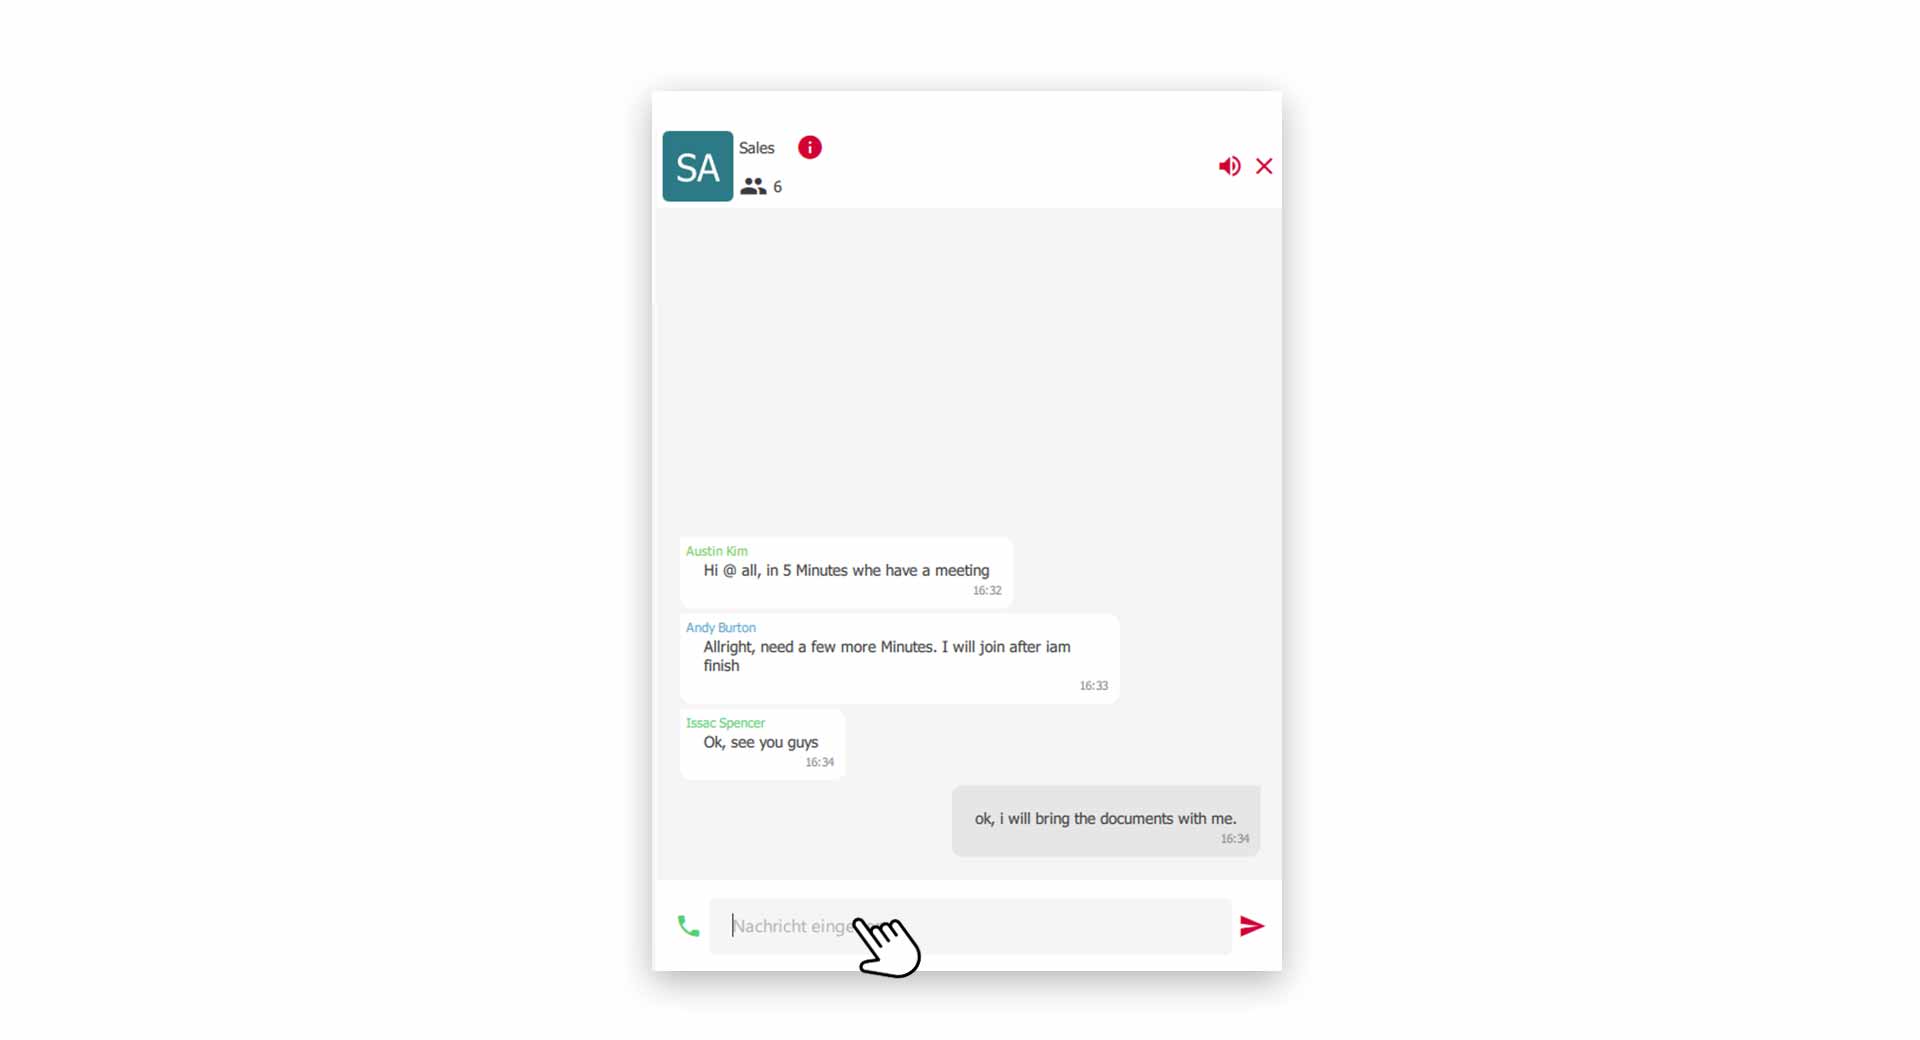 SA
Sales
6
Austin Kim
Hi @ all, in 5 Minutes whe have a meeting
16:32
Andy Burton
Allright, need a few more Minutes. I will join after iam
finish
16:33
Issac Spencer
Ok, see you guys
16:34
ok, i will bring the documents with me.
16:34
Nachricht